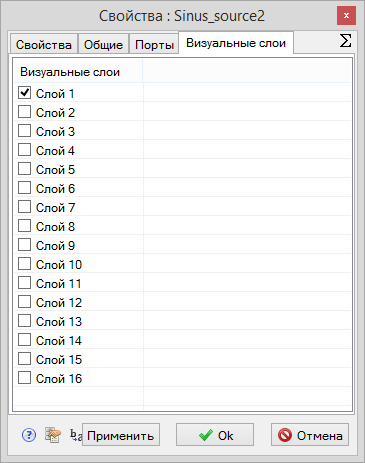 Свойства : Sinus_source2
x
Свойства Общие Порты Визуальные слои Σ
Визуальные слои
Слой 1
Слой 2
Слой 3
Слой 4
Слой 5
Слой 6
Слой 7
Слой 8
Слой 9
Слой 10
Слой 11
Слой 12
Слой 13
Слой 14
Слой 15
Слой 16
? b a Применить Ok Отмена